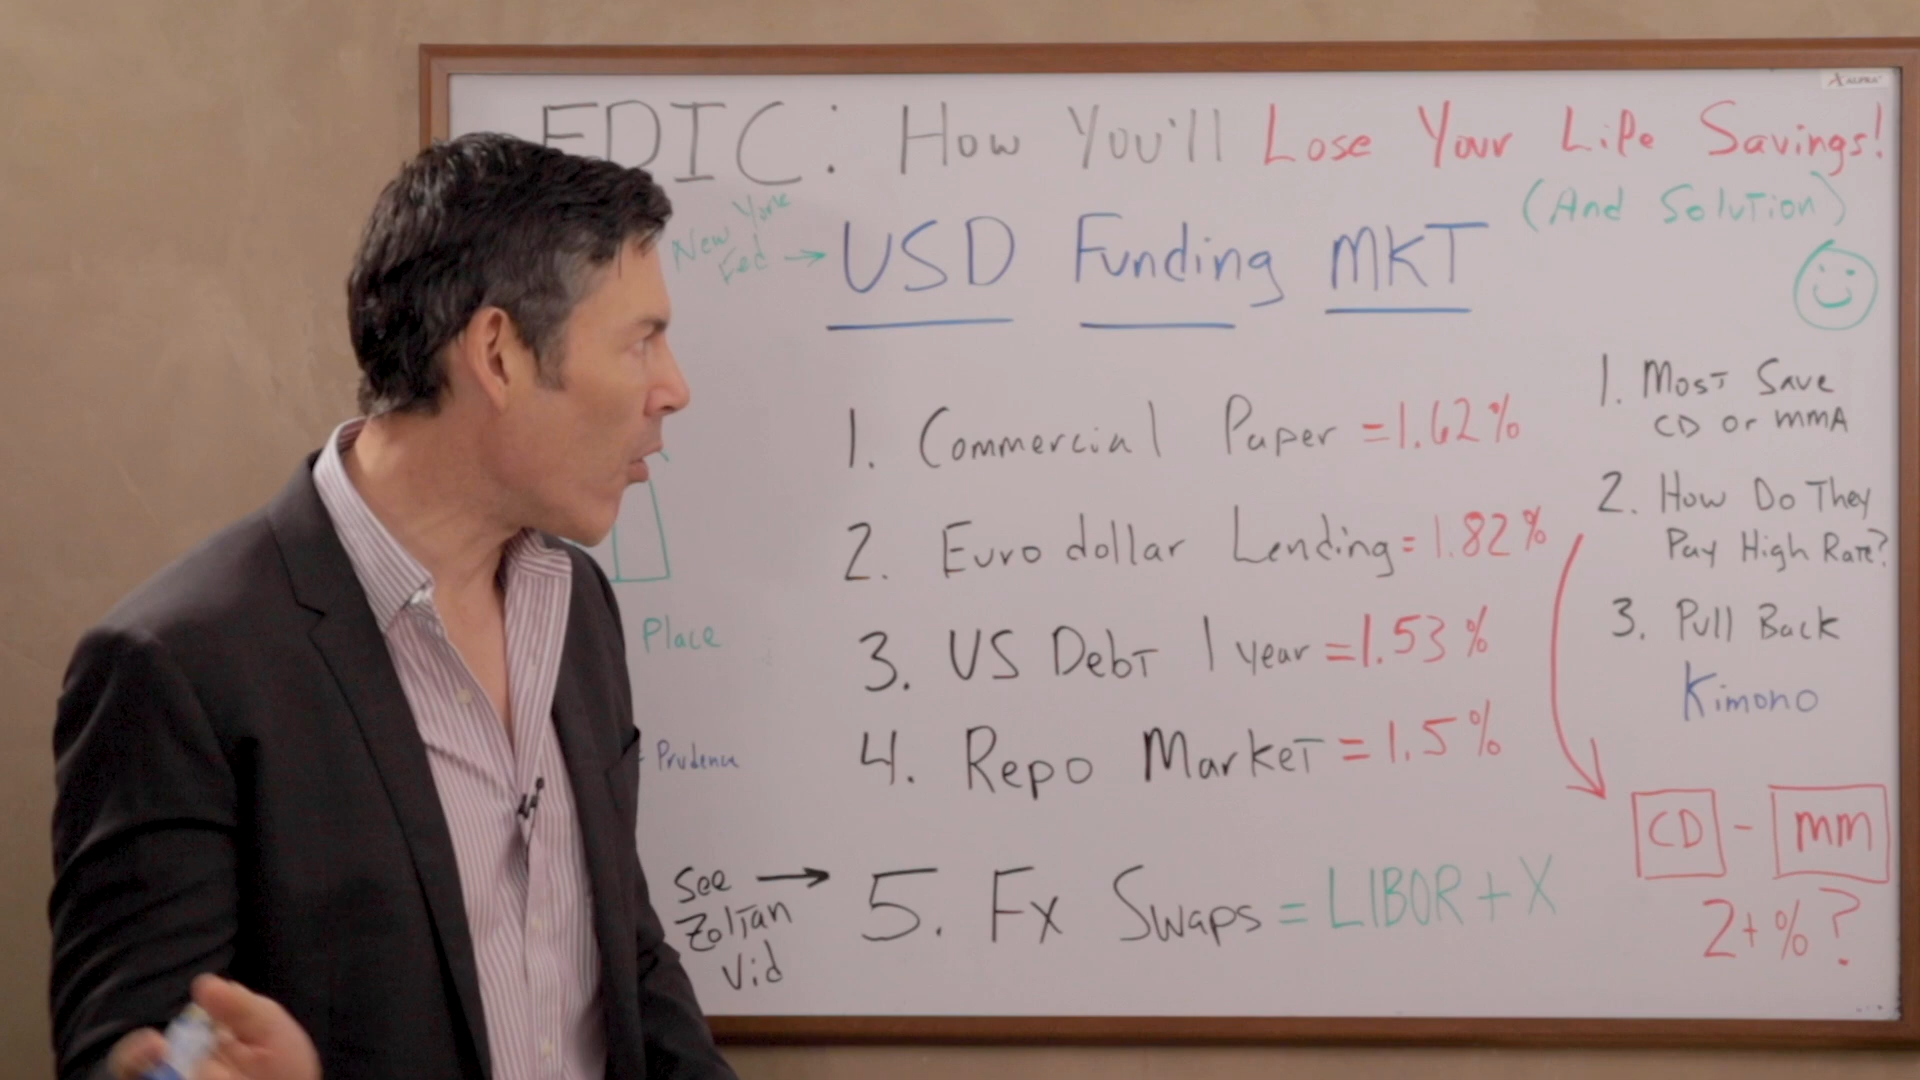 FDIC: How You'll Lose Your Life Savings!
(And Solution)
New York
Fed →
USD Funding MKT
1. Commercial Paper = 1.62%
2. Eurodollar Lending = 1.82%
3. US Debt 1 year = 1.53%
4. Repo Market = 1.5%
5. Fx Swaps = LIBOR + X
Place
= Prudence
See →
Zoltan
Vid
1. Most Save
CD or MMA
2. How Do They
Pay High Rate?
3. Pull Back
Kimono
CD - MM
2+%?
ALPHA